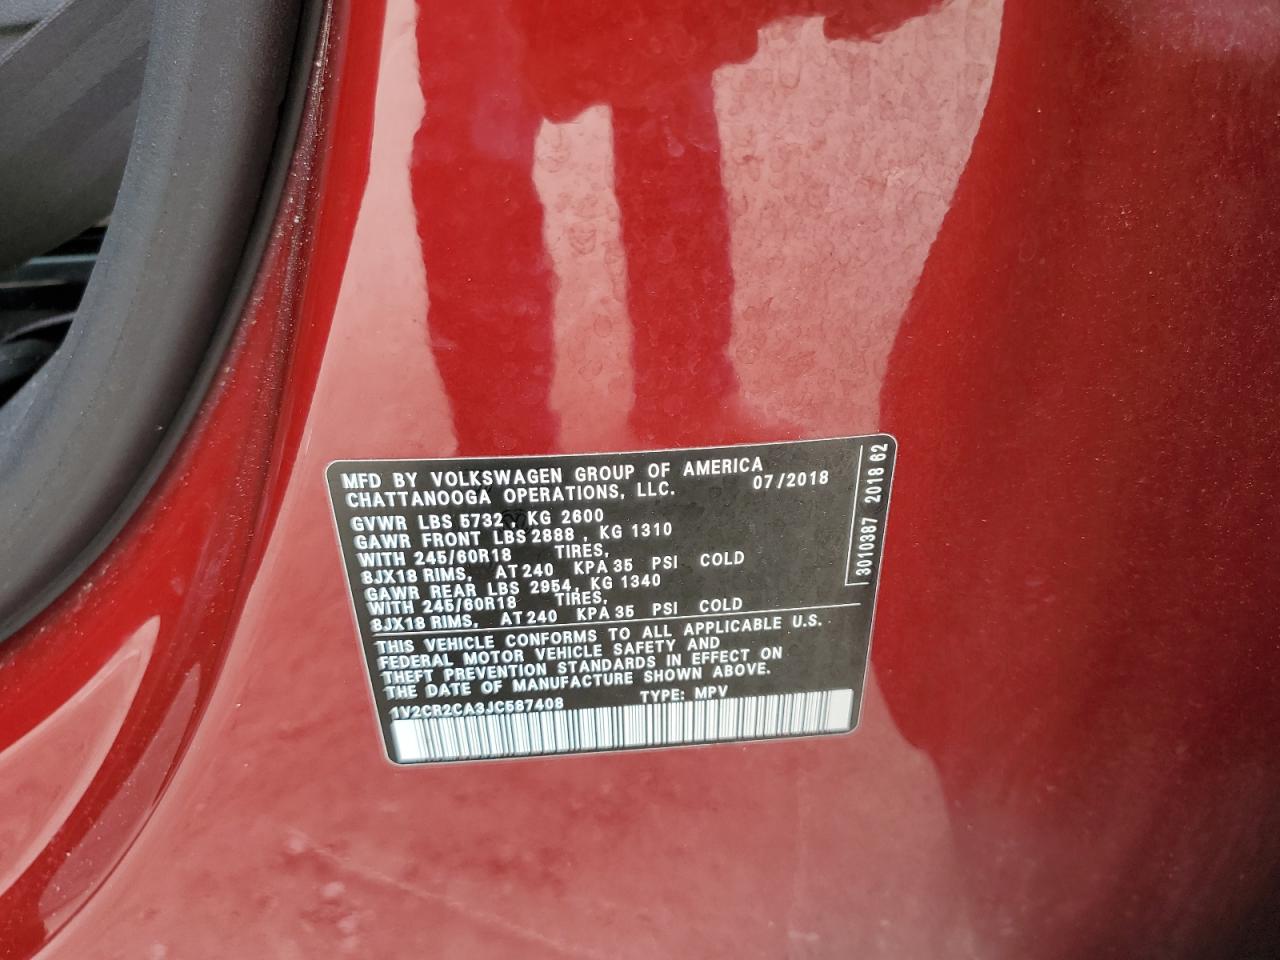 MFD BY VOLKSWAGEN GROUP OF AMERICA
CHATTANOOGA OPERATIONS, LLC. 07/2018
GVWR LBS 5732, KG 2600
GAWR FRONT LBS 2888, KG 1310
WITH 245/60R18 TIRES,
8JX18 RIMS, AT 240 KPA 35 PSI COLD
GAWR REAR LBS 2954, KG 1340
WITH 245/60R18 TIRES,
8JX18 RIMS, AT 240 KPA 35 PSI COLD
THIS VEHICLE CONFORMS TO ALL APPLICABLE U.S.
FEDERAL MOTOR VEHICLE SAFETY AND
THEFT PREVENTION STANDARDS IN EFFECT ON
THE DATE OF MANUFACTURE SHOWN ABOVE.
1V2CR2CA3JC587408 TYPE: MPV
3010387 2018 62